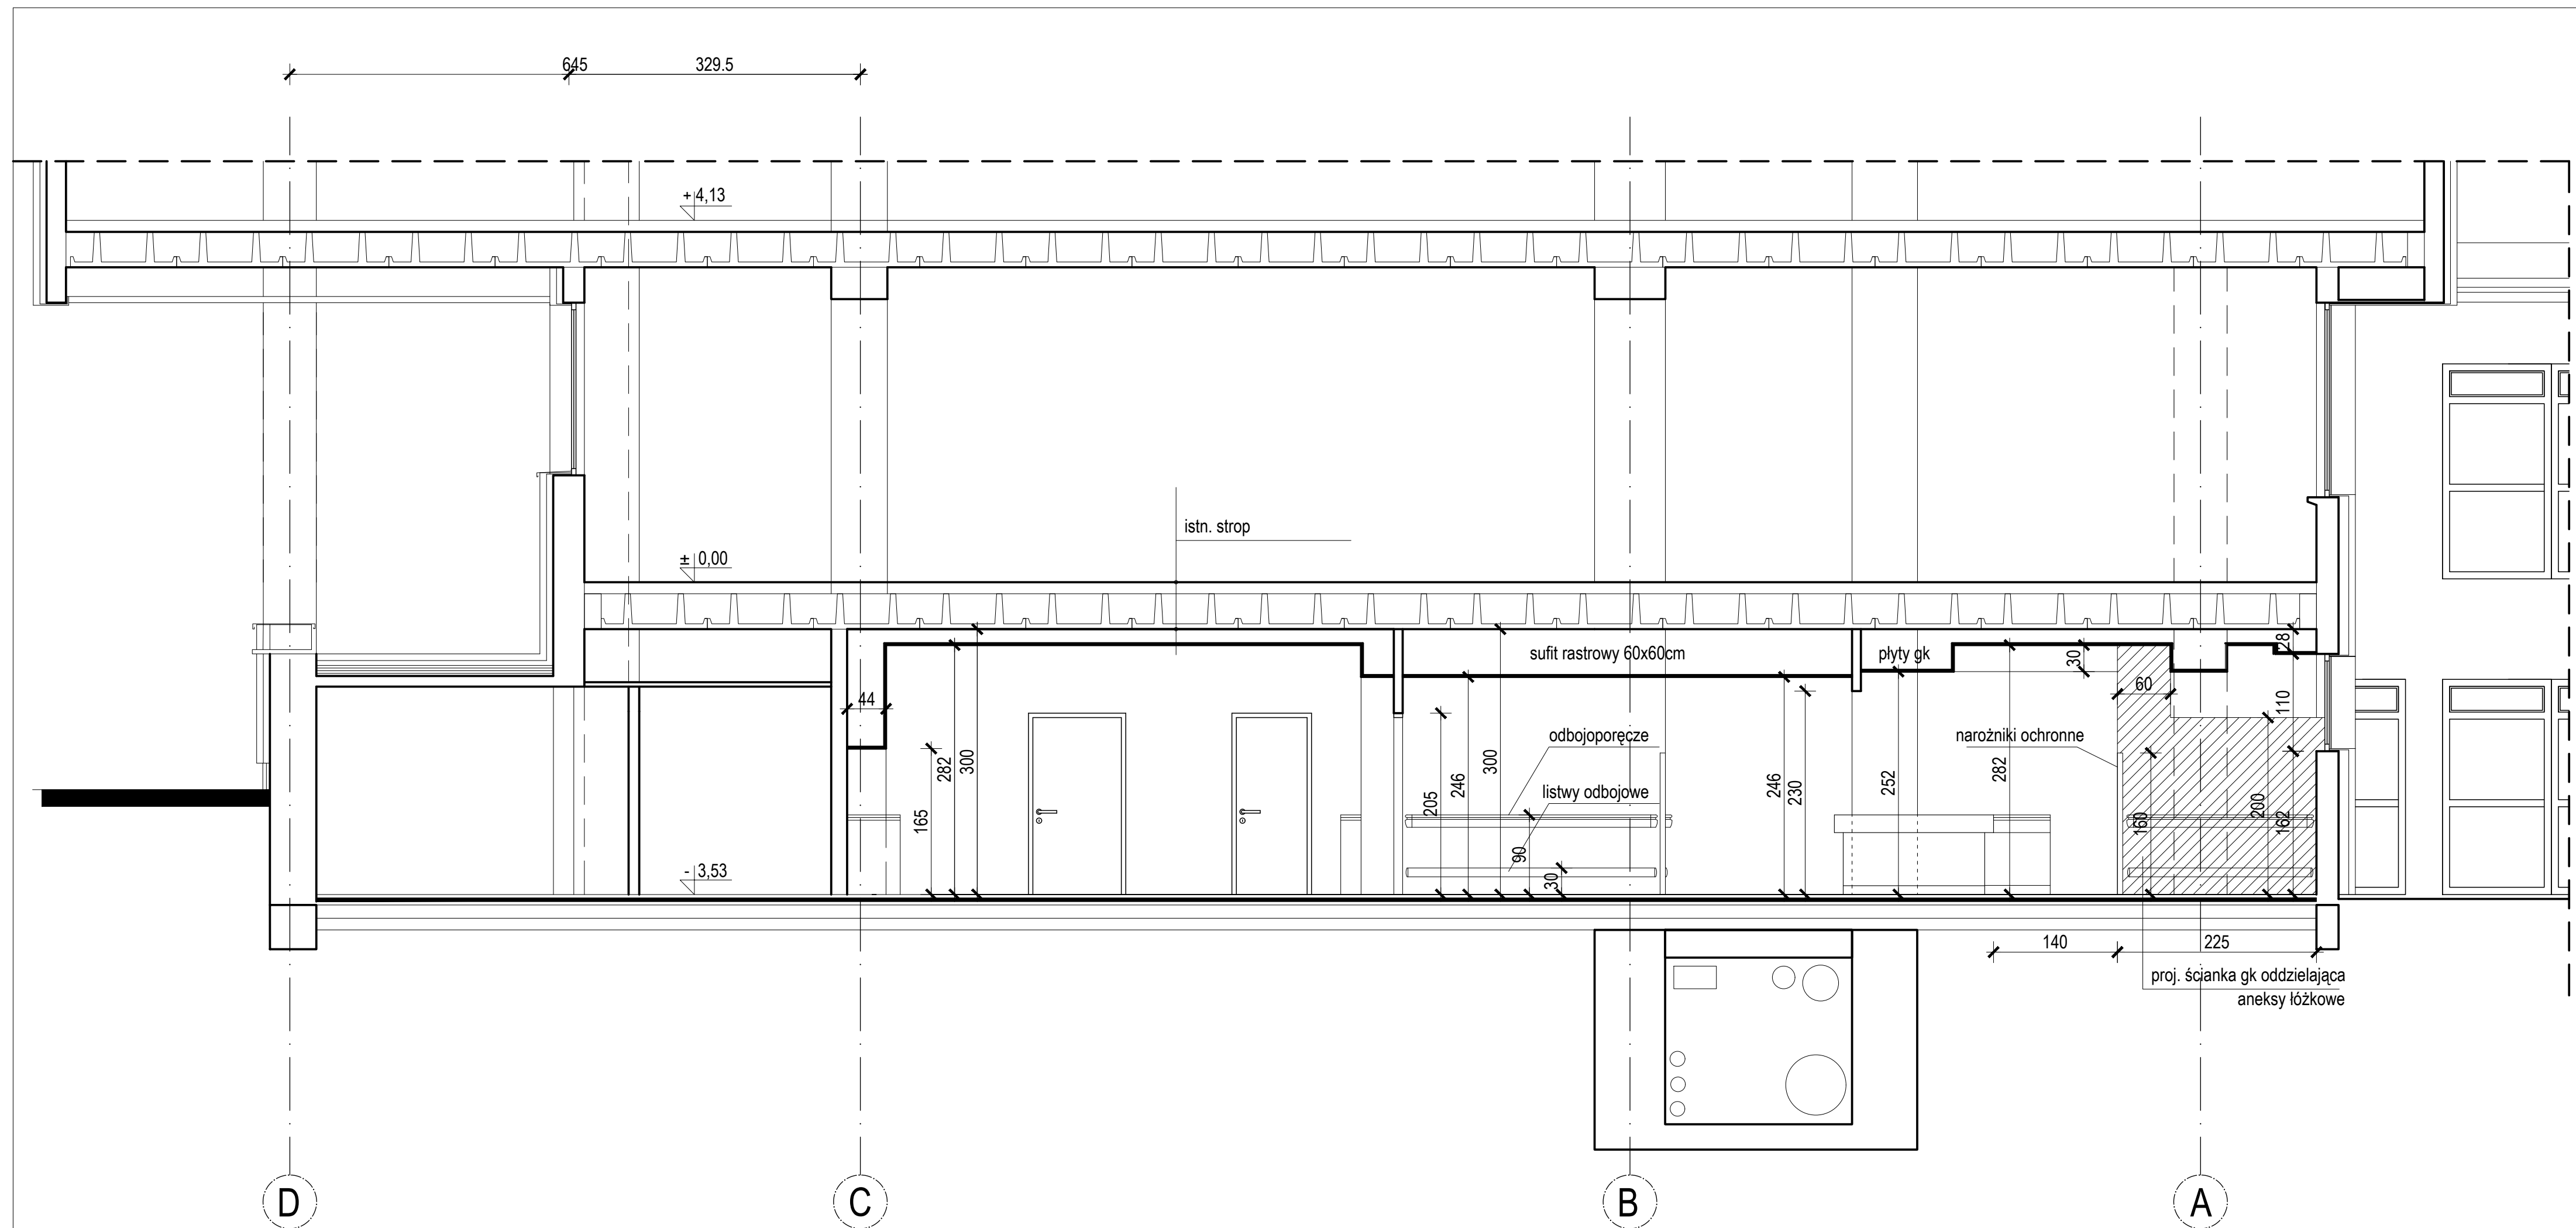 645 329.5
+ 4,13
istn. strop
± 0,00
sufit rastrowy 60x60cm
płyty gk
30
28
44
60
110
odbojoporęcze
narożniki ochronne
165
282
300
205
246
300
listwy odbojowe
246
230
252
282
160
200
162
90
30
- 3,53
140 225
proj. ścianka gk oddzielająca
aneksy łóżkowe
D C B A